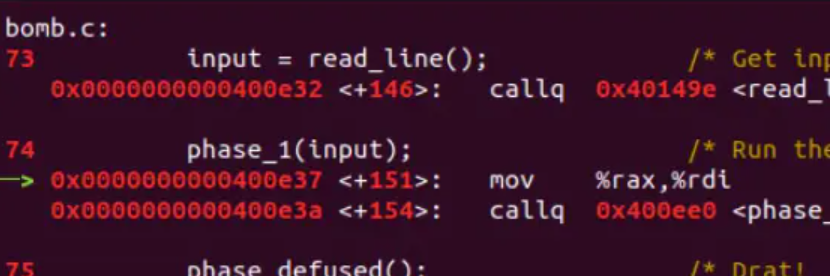 bomb.c:
73 input = read_line(); /* Get inp
0x0000000000400e32 <+146>: callq 0x40149e <read_l
74 phase_1(input); /* Run the
—> 0x0000000000400e37 <+151>: mov %rax,%rdi
0x0000000000400e3a <+154>: callq 0x400ee0 <phase_
75 phase_defused(); /* Drat!